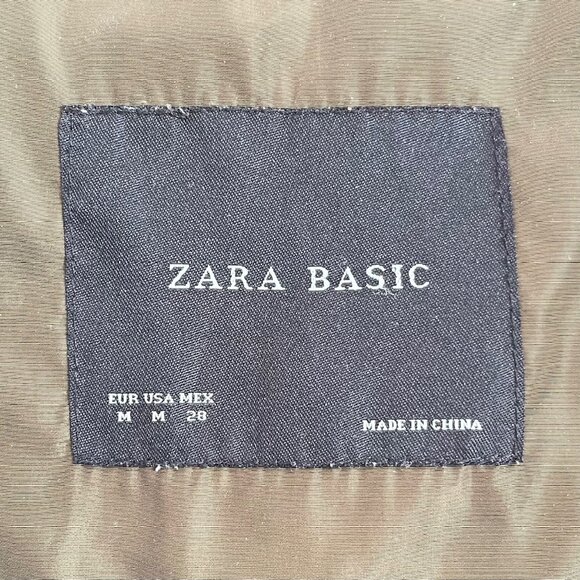 ZARA BASIC
EUR USA MEX
M M 28
MADE IN CHINA